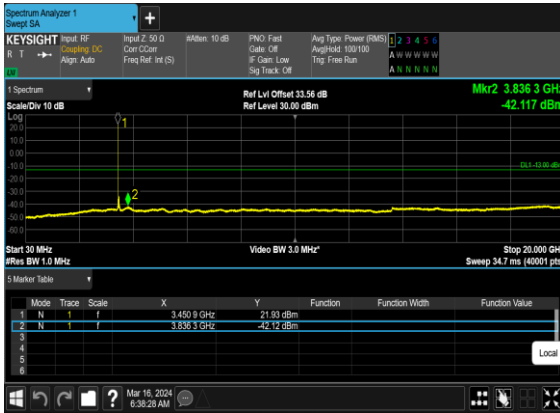 Spectrum Analyzer 1
Swept SA
+
KEYSIGHT
R T
Input: RF
Coupling: DC
Align: Auto
Input Z: 50 Ω
Corr CCorr
Freq Ref: Int (S)
#Atten: 10 dB
PNO: Fast
Gate: Off
IF Gain: Low
Sig Track: Off
Avg Type: Power (RMS)
Avg|Hold: 100/100
Trig: Free Run
1 2 3 4 5 6
A W W W W W
A N N N N N
1 Spectrum
Scale/Div 10 dB
Ref Lvl Offset 33.56 dB
Ref Level 30.00 dBm
Mkr2 3.836 3 GHz
-42.117 dBm
Log
20.0
10.0
0.00
-10.0
-20.0
-30.0
-40.0
-50.0
-60.0
1
2
DL1 -13.00 dBm
Start 30 MHz
#Res BW 1.0 MHz
Video BW 3.0 MHz*
Stop 20.000 GHz
Sweep 34.7 ms (40001 pts)
5 Marker Table
Mode Trace Scale X Y Function Function Width Function Value
1 N 1 f 3.450 9 GHz 21.93 dBm
2 N 1 f 3.836 3 GHz -42.12 dBm
3
4
5
6
Local
?
Mar 16, 2024
6:38:28 AM